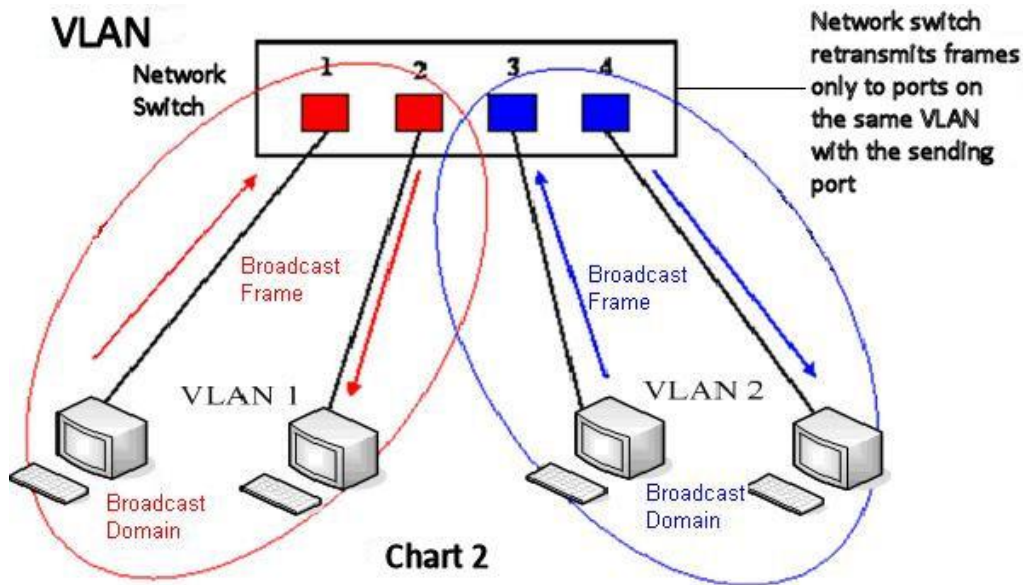 VLAN
Network
Switch
1 2 3 4
Network switch
retransmits frames
only to ports on
the same VLAN
with the sending
port
Broadcast
Frame
Broadcast
Frame
VLAN 1
VLAN 2
Broadcast
Domain
Broadcast
Domain
Chart 2